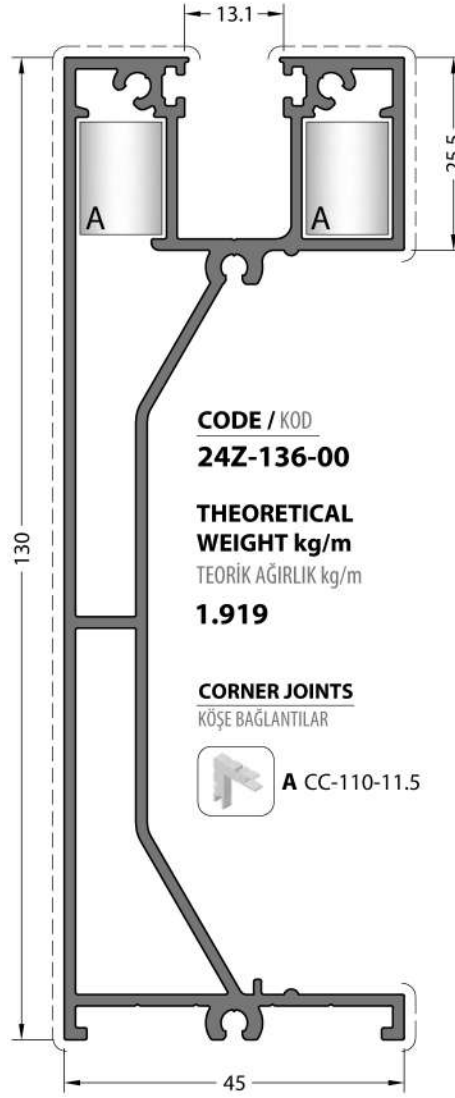 13.1
25.5
A
A
130
CODE / KOD
24Z-136-00
THEORETICAL
WEIGHT kg/m
TEORİK AĞIRLIK kg/m
1.919
CORNER JOINTS
KÖŞE BAĞLANTILAR
A CC-110-11.5
45